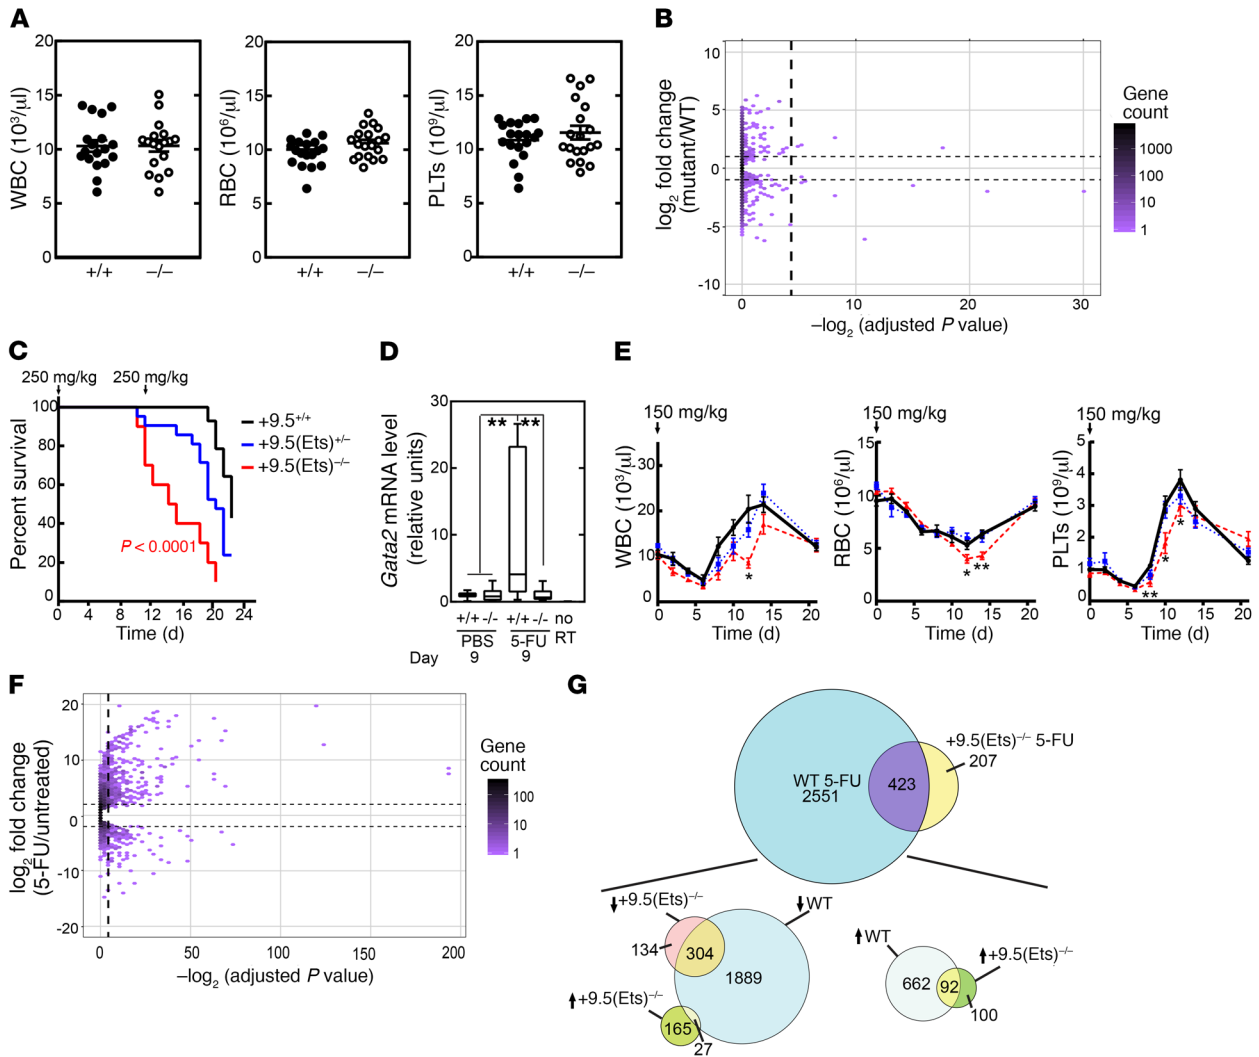 A
WBC (10³/µl)
20
15
10
5
0
+/+
–/–
RBC (10⁶/µl)
20
15
10
5
0
+/+
–/–
PLTs (10⁹/µl)
20
15
10
5
0
+/+
–/–
B
log₂ fold change
(mutant/WT)
10
5
0
-5
-10
0
10
20
30
–log₂ (adjusted P value)
Gene
count
1000
100
10
1
C
250 mg/kg
250 mg/kg
Percent survival
100
80
60
40
20
0
0
4
8
12
16
20
24
Time (d)
+9.5⁺/⁺
+9.5(Ets)⁺/⁻
+9.5(Ets)⁻/⁻
P < 0.0001
D
Gata2 mRNA level
(relative units)
30
20
10
0
**
**
+/+ -/- +/+ -/- no
PBS 5-FU RT
Day 9 9
E
150 mg/kg
WBC (10³/µl)
30
20
10
0
*
0 5 10 15 20
Time (d)
150 mg/kg
RBC (10⁶/µl)
15
10
5
0
* **
0 5 10 15 20
Time (d)
150 mg/kg
PLTs (10⁹/µl)
5
4
3
2
1
0
**
*
*
0 5 10 15 20
Time (d)
F
log₂ fold change
(5-FU/untreated)
20
10
0
-10
-20
0
50
100
150
200
–log₂ (adjusted P value)
Gene
count
100
10
1
G
WT 5-FU
2551
423
+9.5(Ets)⁻/⁻ 5-FU
207
↓+9.5(Ets)⁻/⁻
↓WT
134
304
1889
↑+9.5(Ets)⁻/⁻
165
27
↑WT
↑+9.5(Ets)⁻/⁻
662
92
100